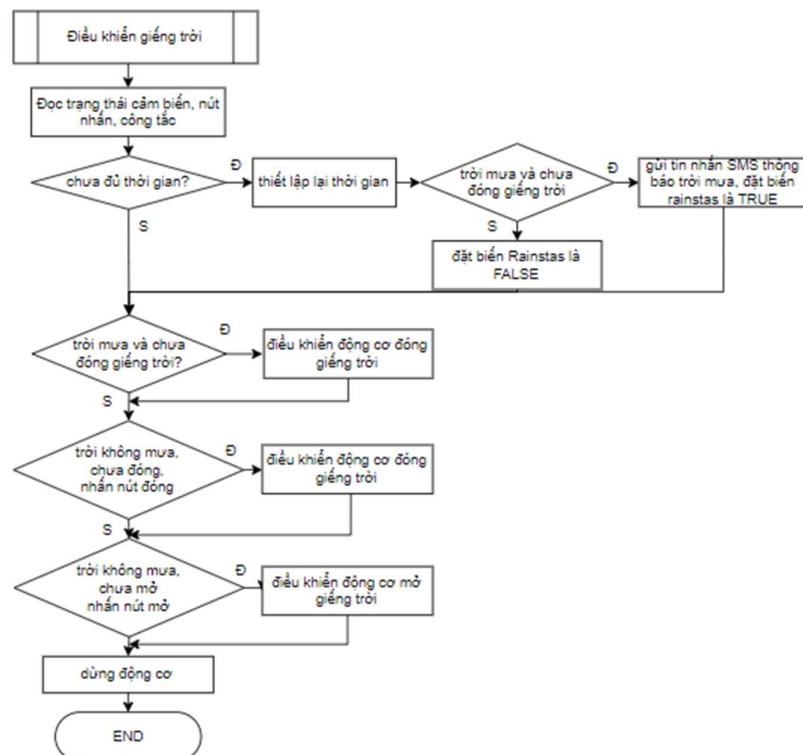 Điều khiển giếng trời
Đọc trạng thái cảm biến, nút
nhấn, công tắc
chưa đủ thời gian?
Đ
thiết lập lại thời gian
trời mưa và chưa
đóng giếng trời
Đ
gửi tin nhắn SMS thông
báo trời mưa, đặt biến
rainstas là TRUE
S
S
đặt biến Rainstas là
FALSE
trời mưa và chưa
đóng giếng trời?
Đ
điều khiển động cơ đóng
giếng trời
S
trời không mưa,
chưa đóng,
nhấn nút đóng
Đ
điều khiển động cơ đóng
giếng trời
S
trời không mưa,
chưa mở
nhấn nút mở
Đ
điều khiển động cơ mở
giếng trời
dừng động cơ
END